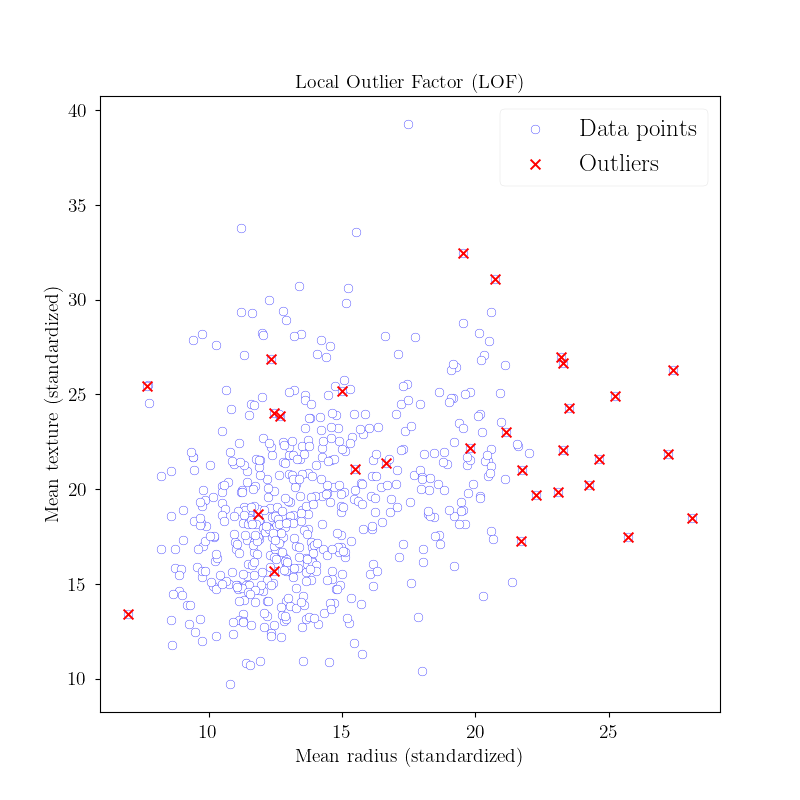 Local Outlier Factor (LOF)
Data points
Outliers
40
35
30
25
20
15
10
Mean texture (standardized)
10 15 20 25
Mean radius (standardized)